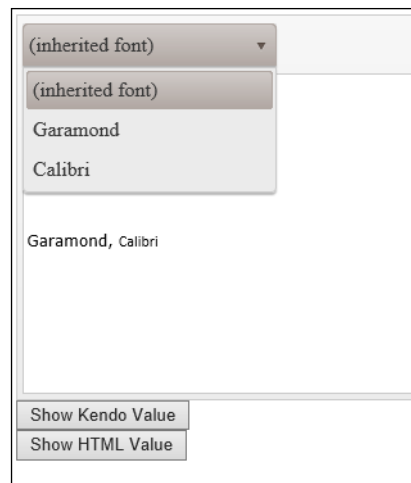 (inherited font)
(inherited font)
Garamond
Calibri
Garamond, Calibri
Show Kendo Value
Show HTML Value